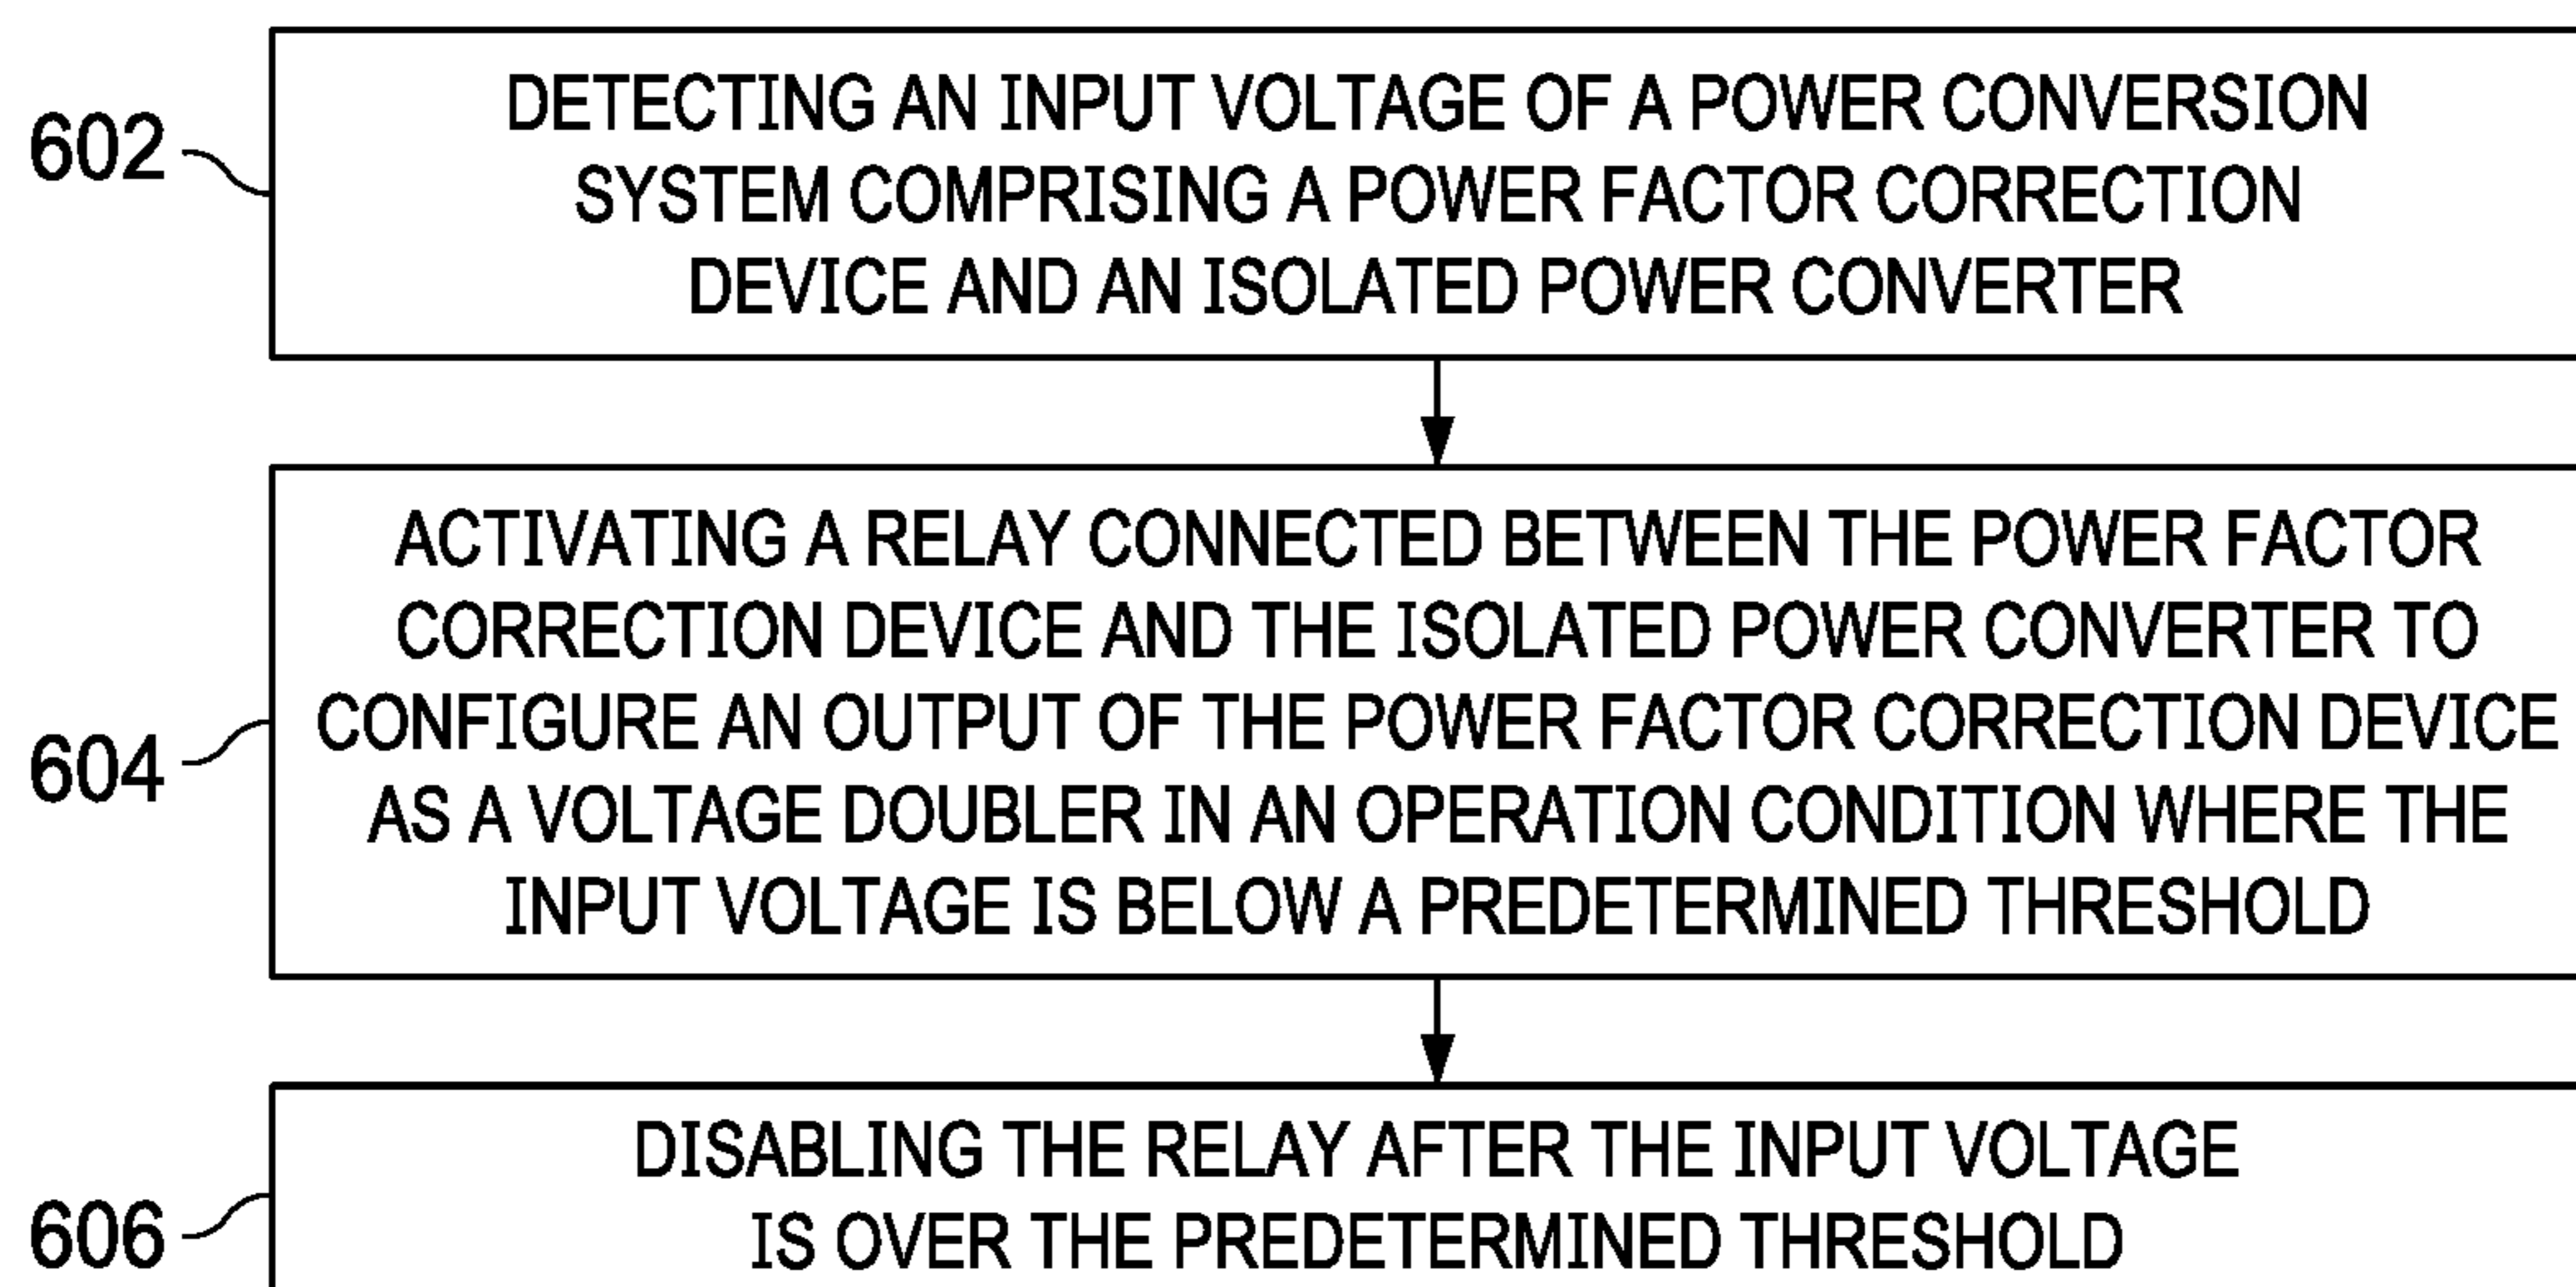 602
DETECTING AN INPUT VOLTAGE OF A POWER CONVERSION
SYSTEM COMPRISING A POWER FACTOR CORRECTION
DEVICE AND AN ISOLATED POWER CONVERTER
604
ACTIVATING A RELAY CONNECTED BETWEEN THE POWER FACTOR
CORRECTION DEVICE AND THE ISOLATED POWER CONVERTER TO
CONFIGURE AN OUTPUT OF THE POWER FACTOR CORRECTION DEVICE
AS A VOLTAGE DOUBLER IN AN OPERATION CONDITION WHERE THE
INPUT VOLTAGE IS BELOW A PREDETERMINED THRESHOLD
606
DISABLING THE RELAY AFTER THE INPUT VOLTAGE
IS OVER THE PREDETERMINED THRESHOLD